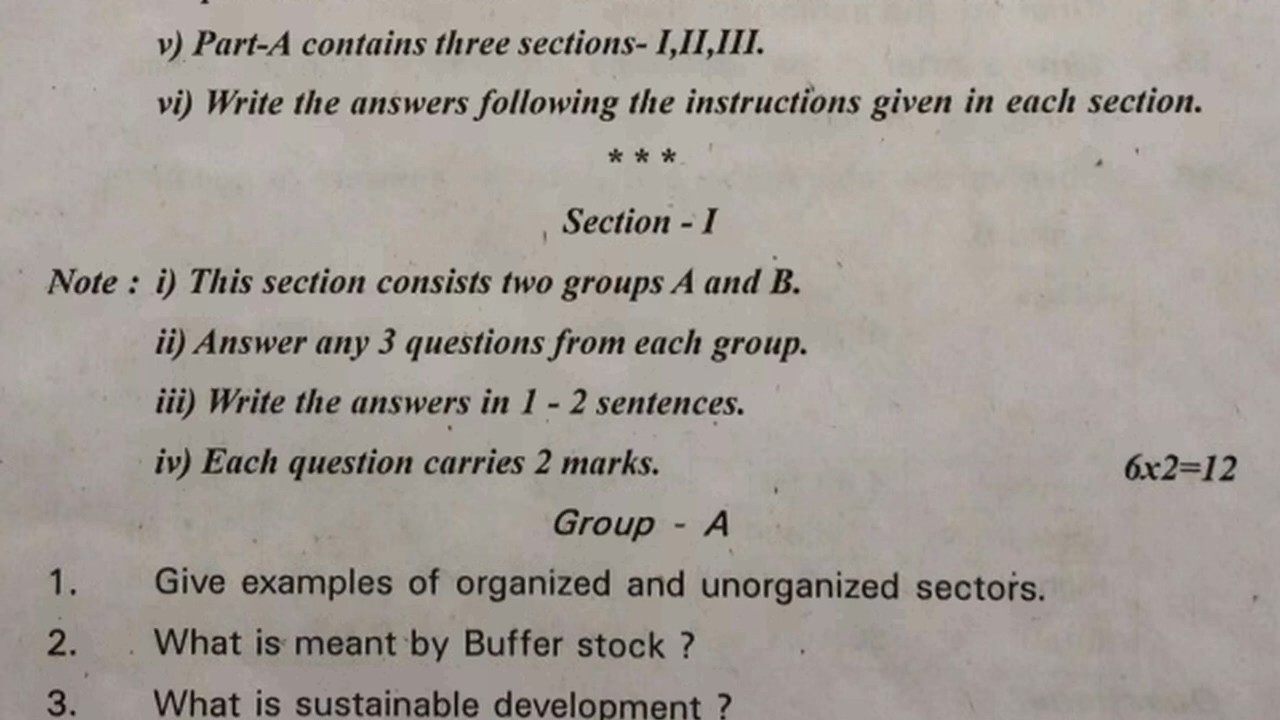 v) Part-A contains three sections- I,II,III.
vi) Write the answers following the instructions given in each section.
* * *
Section - I
Note : i) This section consists two groups A and B.
ii) Answer any 3 questions from each group.
iii) Write the answers in 1 - 2 sentences.
iv) Each question carries 2 marks. 6x2=12
Group - A
1. Give examples of organized and unorganized sectors.
2. What is meant by Buffer stock ?
3. What is sustainable development ?